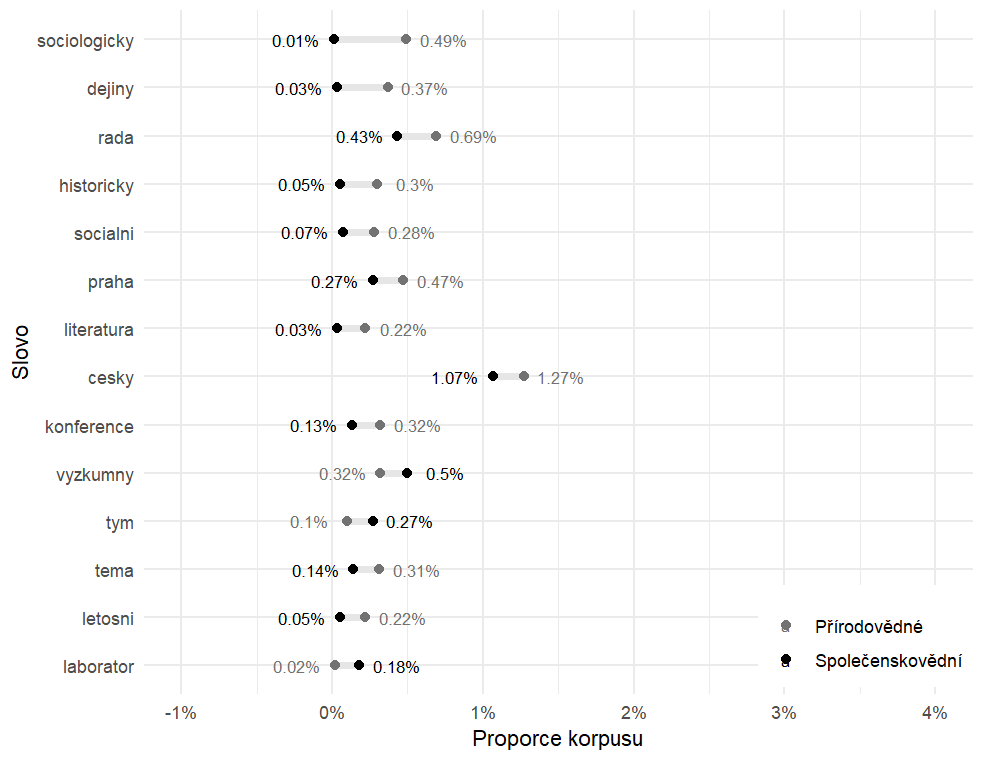 sociologicky 0.01% 0.49%
dejiny 0.03% 0.37%
rada 0.43% 0.69%
historicky 0.05% 0.3%
socialni 0.07% 0.28%
praha 0.27% 0.47%
literatura 0.03% 0.22%
cesky 1.07% 1.27%
konference 0.13% 0.32%
vyzkumny 0.32% 0.5%
tym 0.1% 0.27%
tema 0.14% 0.31%
letosni 0.05% 0.22%
laborator 0.02% 0.18%
Slovo
a Přírodovědné
a Společenskovědní
-1% 0% 1% 2% 3% 4%
Proporce korpusu